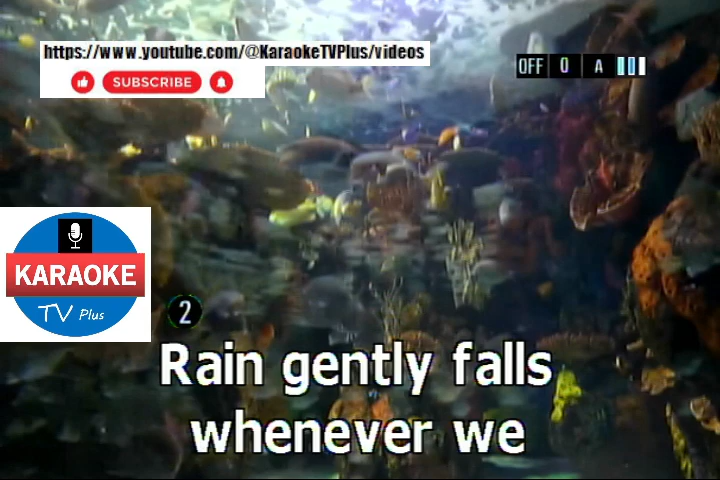 https://www.youtube.com/@KaraokeTVPlus/videos
SUBSCRIBE
OFF 0 A
KARAOKE
TV Plus
2
Rain gently falls
whenever we